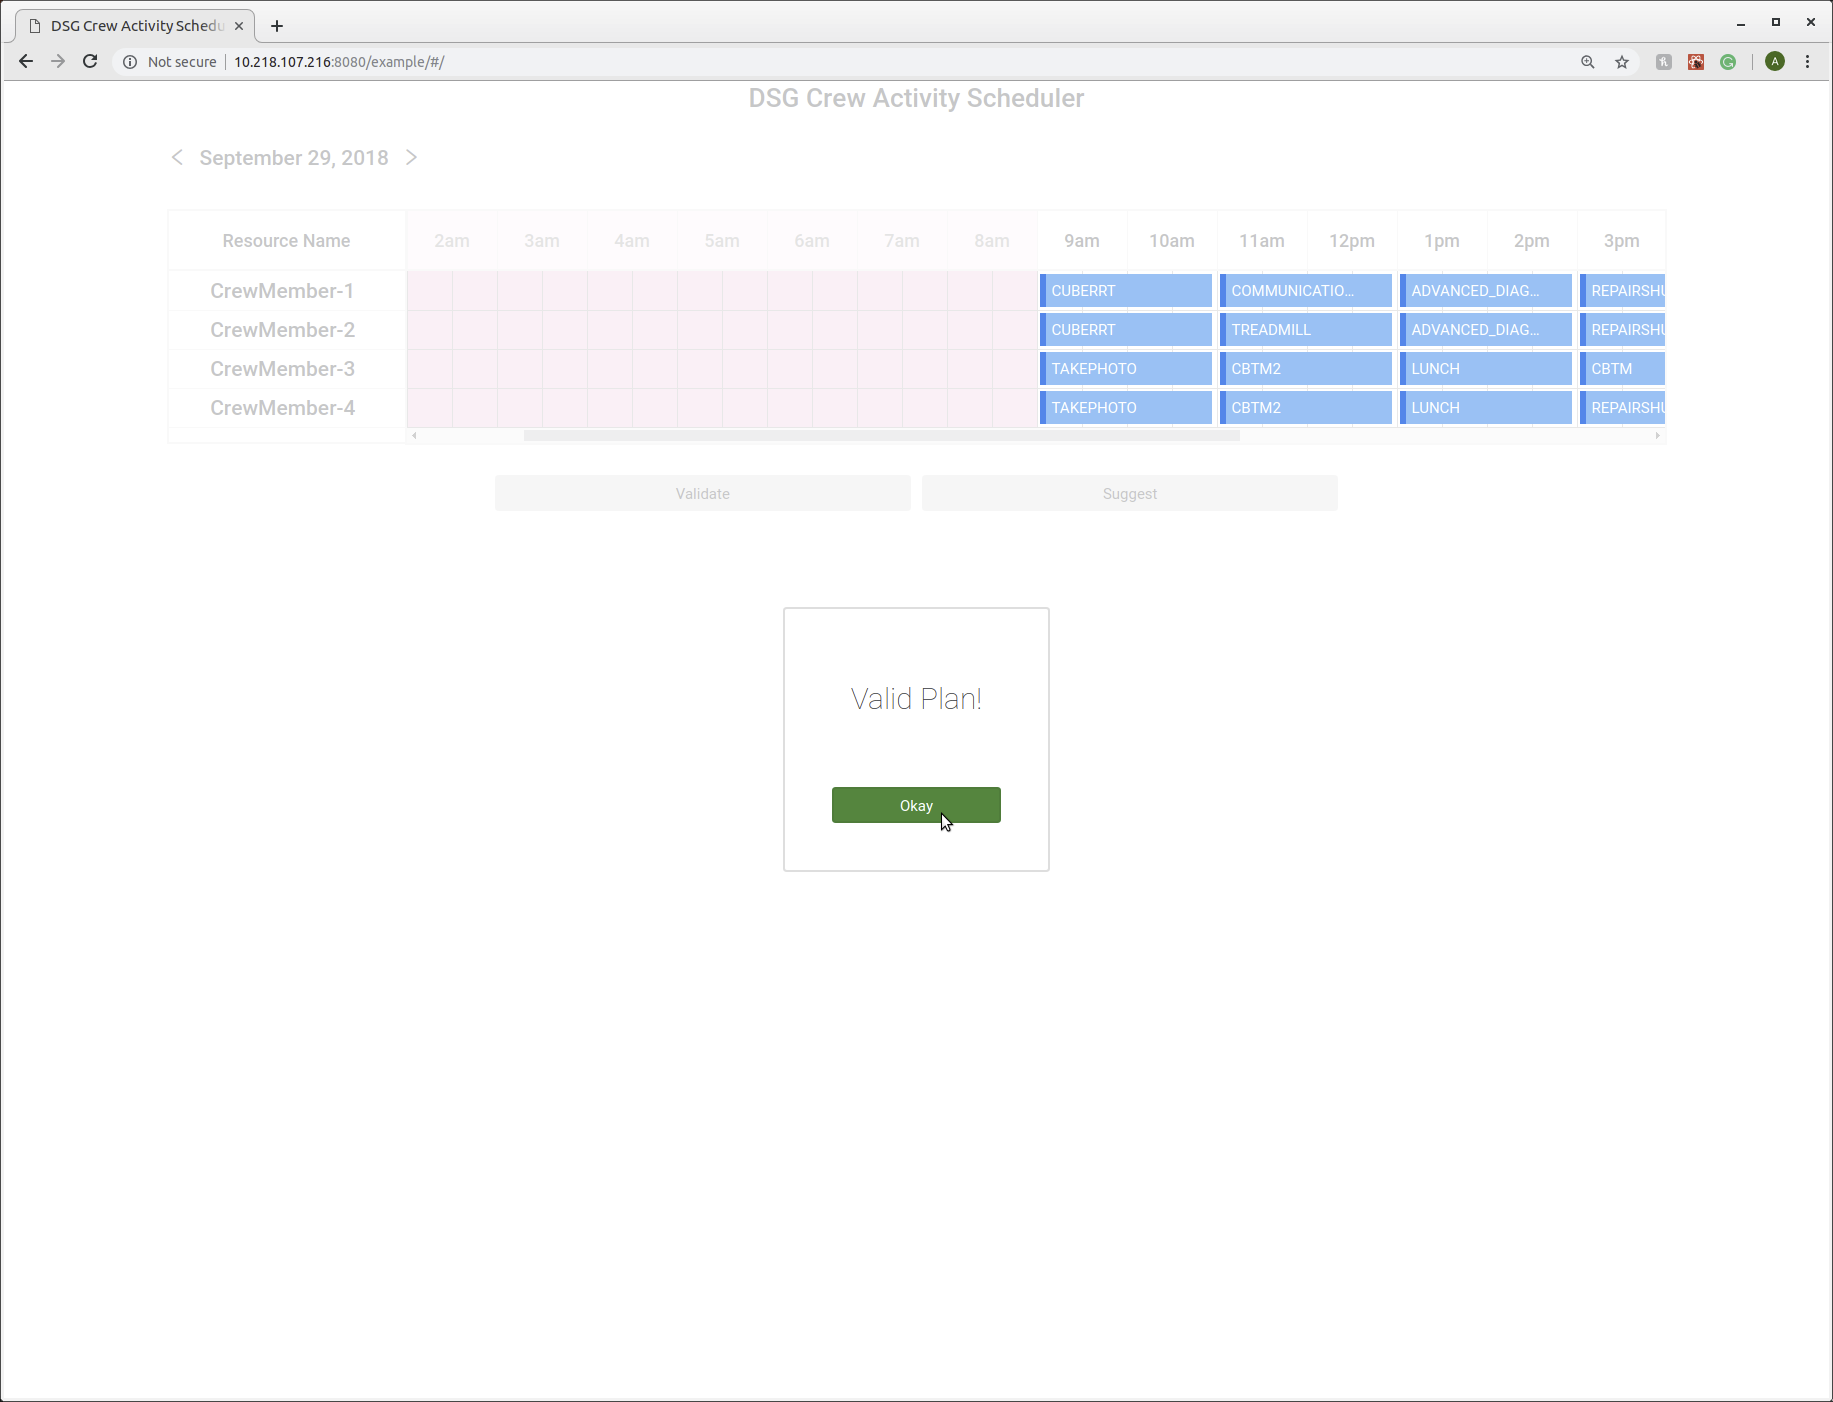 DSG Crew Activity Schedu
Not secure 10.218.107.216:8080/example/#/
A
DSG Crew Activity Scheduler
September 29, 2018
Resource Name 2am 3am 4am 5am 6am 7am 8am 9am 10am 11am 12pm 1pm 2pm 3pm
CrewMember-1 CUBERRT COMMUNICATIO... ADVANCED_DIAG... REPAIRSHU
CrewMember-2 CUBERRT TREADMILL ADVANCED_DIAG... REPAIRSHU
CrewMember-3 TAKEPHOTO CBTM2 LUNCH CBTM
CrewMember-4 TAKEPHOTO CBTM2 LUNCH REPAIRSHU
Validate Suggest
Valid Plan!
Okay